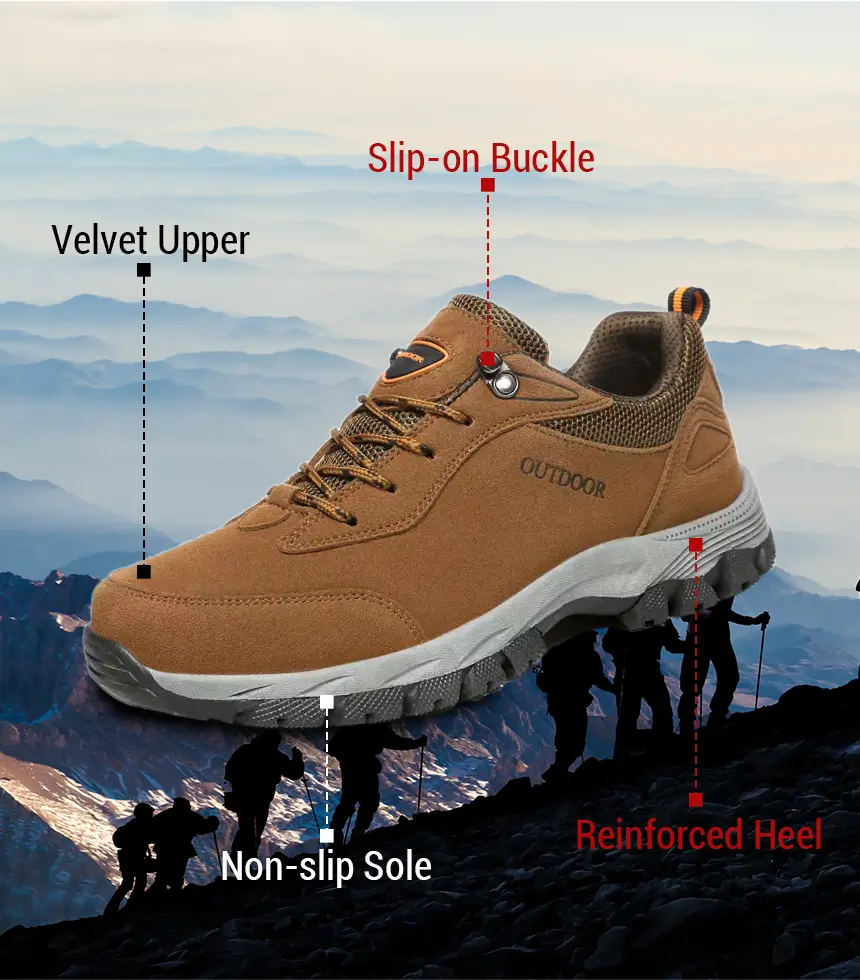 Slip-on Buckle
Velvet Upper
OUTDOOR
Non-slip Sole
Reinforced Heel